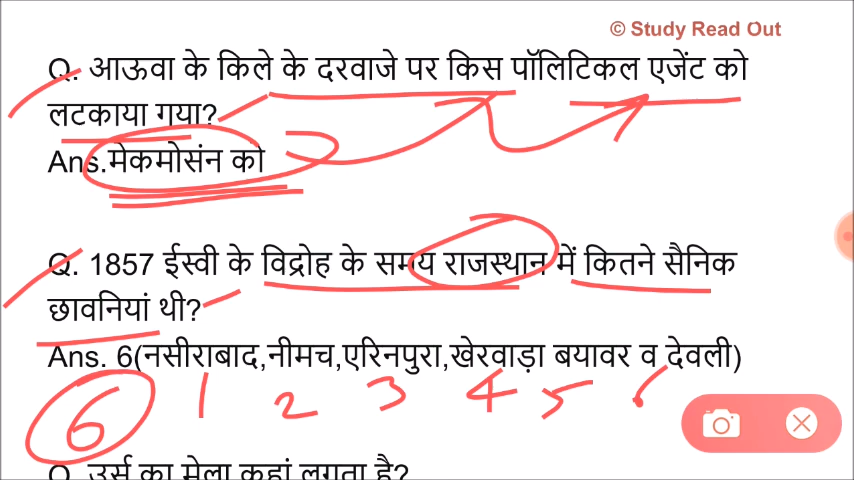 © Study Read Out
Q. आऊवा के किले के दरवाजे पर किस पॉलिटिकल एजेंट को
लटकाया गया?
Ans.मेकमोसंन को
Q. 1857 ईस्वी के विद्रोह के समय राजस्थान में कितने सैनिक
छावनियां थी?
Ans. 6(नसीराबाद,नीमच,एरिनपुरा,खेरवाड़ा बयावर व देवली)
6 1 2 3 4 5 6
Q. उर्स का मेला कहां लगता है?